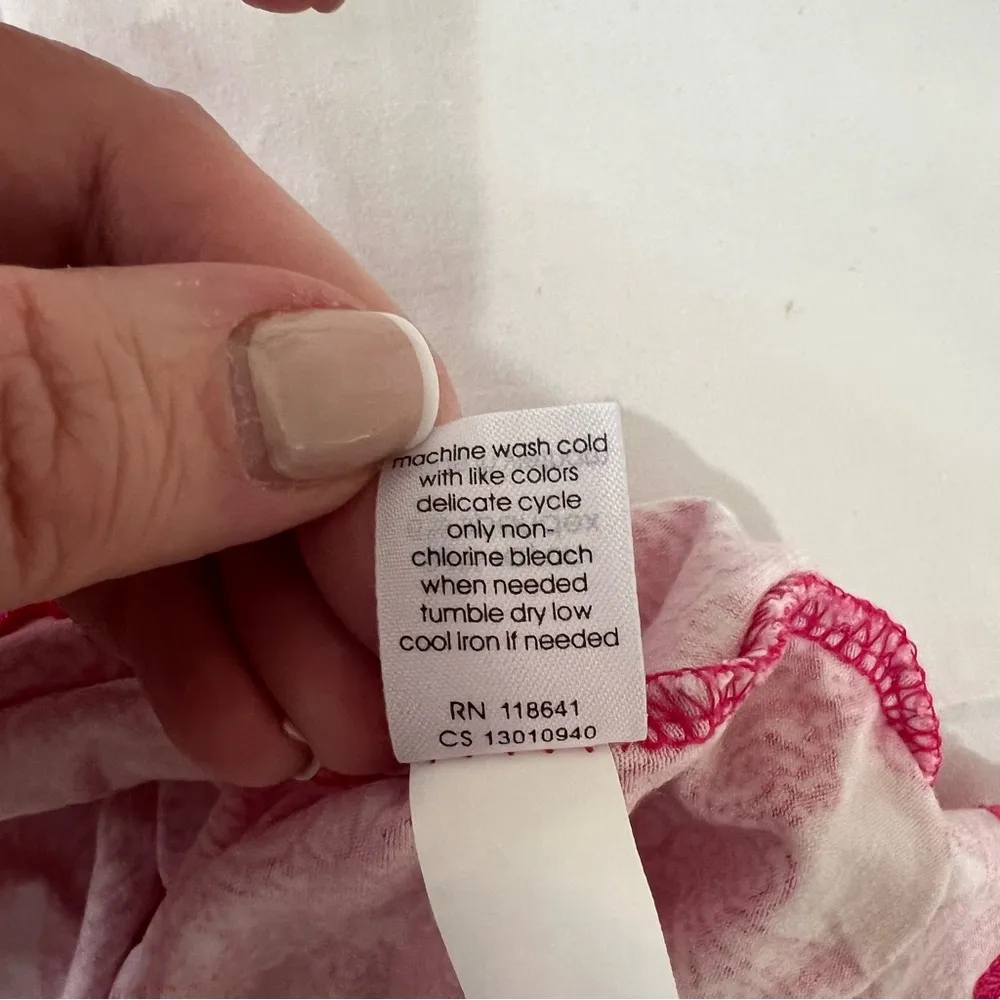 machine wash cold
with like colors
delicate cycle
only non-
chlorine bleach
when needed
tumble dry low
cool iron if needed
RN 118641
CS 13010940